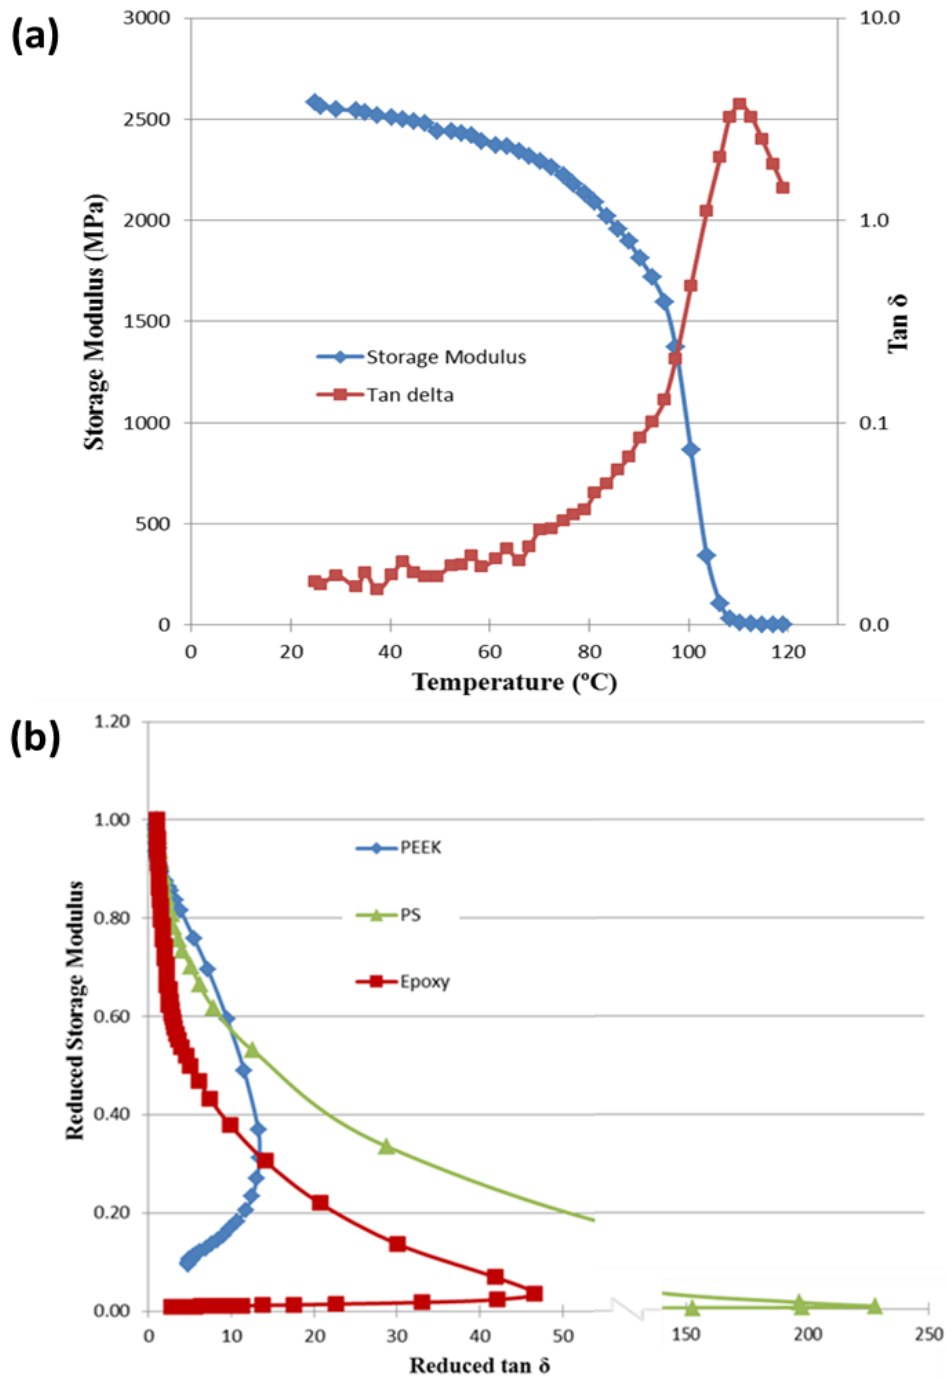 (a)
3000
2500
2000
1500
1000
500
0
Storage Modulus (MPa)
10.0
1.0
0.1
0.0
Tan δ
Storage Modulus
Tan delta
0 20 40 60 80 100 120
Temperature (ºC)
(b)
1.20
1.00
0.80
0.60
0.40
0.20
0.00
Reduced Storage Modulus
PEEK
PS
Epoxy
0 10 20 30 40 50 150 200 250
Reduced tan δ